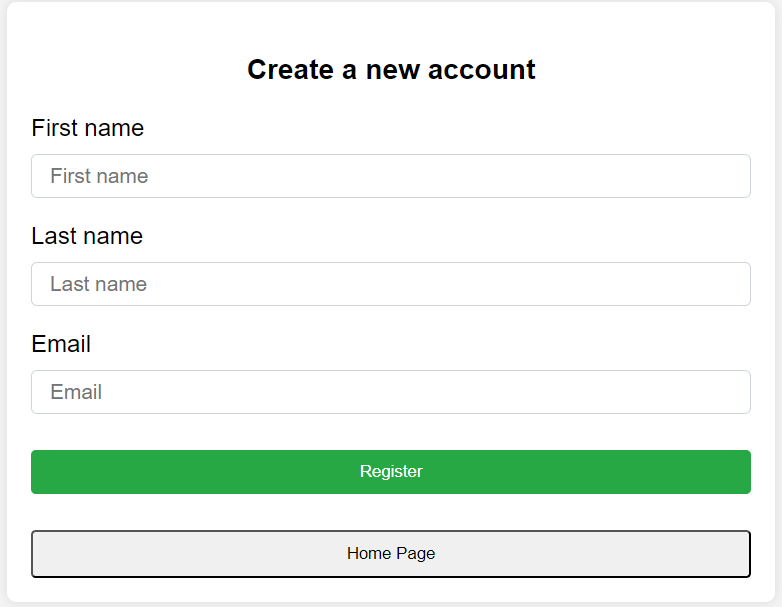 Create a new account
First name
First name
Last name
Last name
Email
Email
Register
Home Page